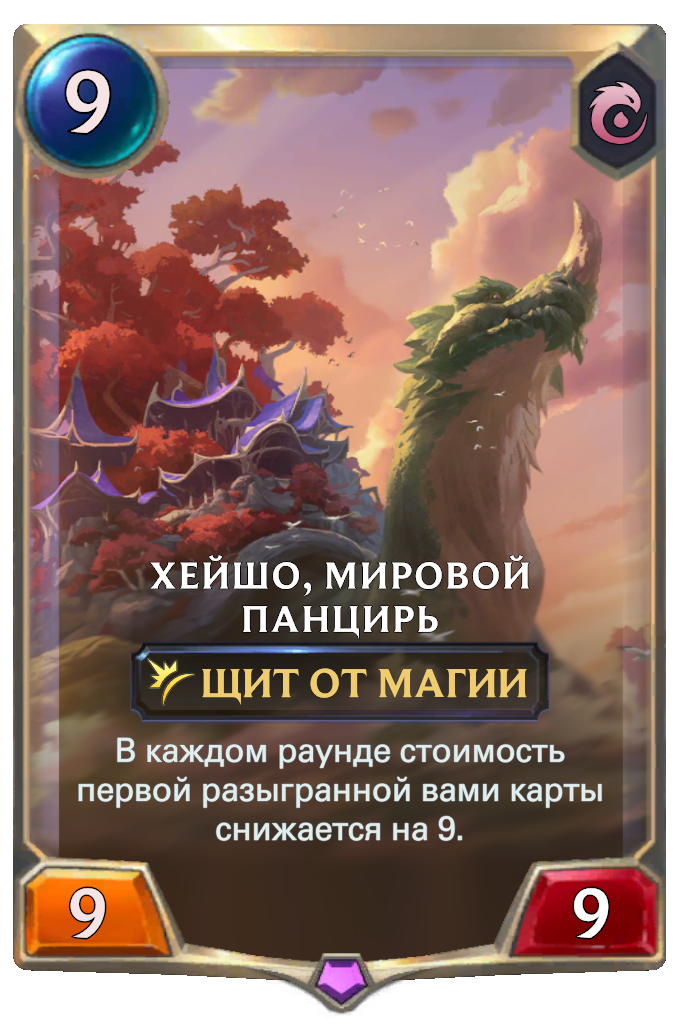 9
ХЕЙШО, МИРОВОЙ
ПАНЦИРЬ
ЩИТ ОТ МАГИИ
В каждом раунде стоимость
первой разыгранной вами карты
снижается на 9.
9
9